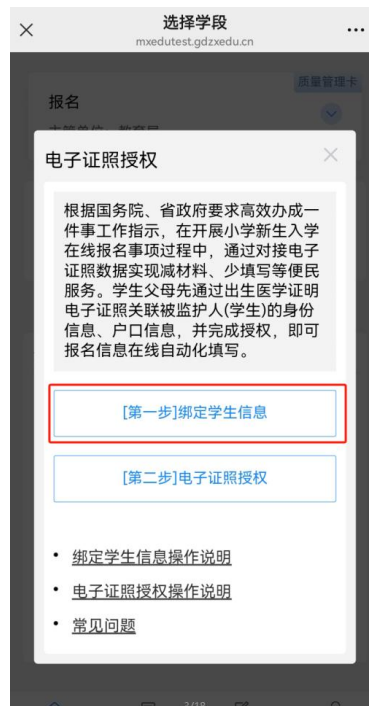 选择学段
mxedutest.gdzxedu.cn
质量管理卡
报名
电子证照授权
根据国务院、省政府要求高效办成一
件事工作指示，在开展小学新生入学
在线报名事项过程中，通过对接电子
证照数据实现减材料、少填写等便民
服务。学生父母先通过出生医学证明
电子证照关联被监护人(学生)的身份
信息、户口信息，并完成授权，即可
报名信息在线自动化填写。
[第一步]绑定学生信息
[第二步]电子证照授权
• 绑定学生信息操作说明
• 电子证照授权操作说明
• 常见问题
3/18